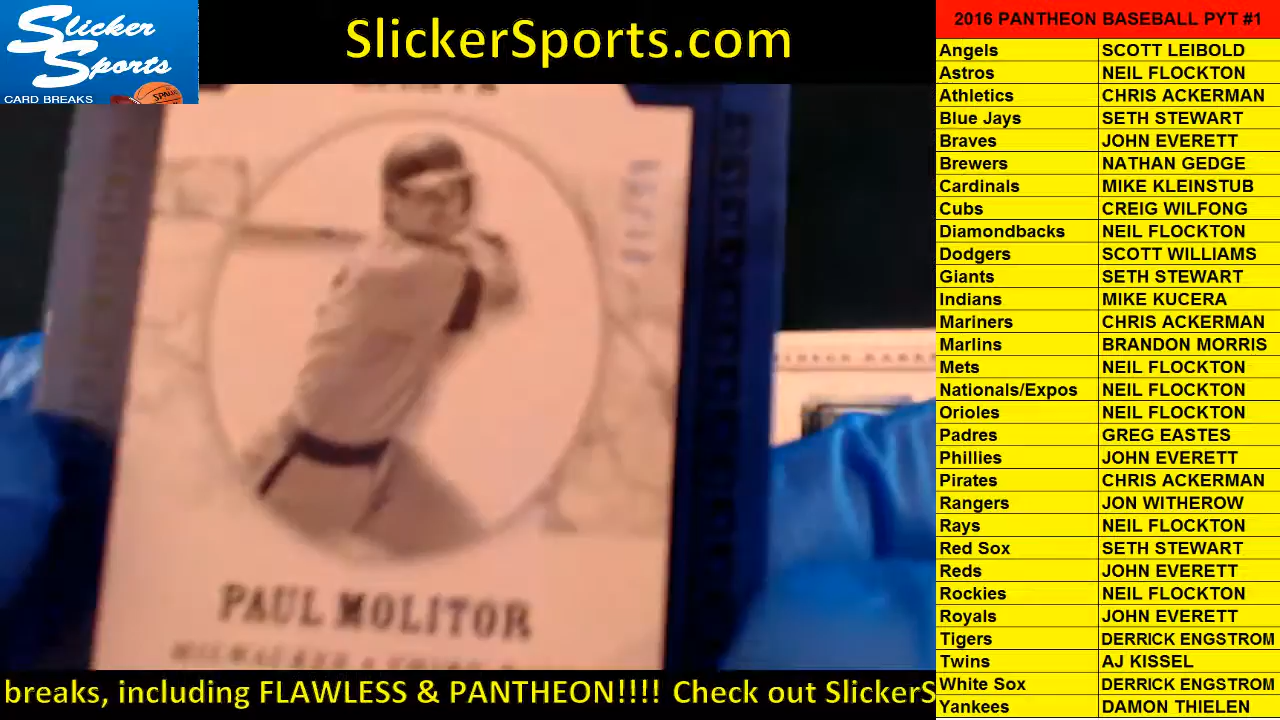 Slicker
Sports
CARD BREAKS
SPALDING
SlickerSports.com
PAUL MOLITOR
MILWAUKEE
breaks, including FLAWLESS & PANTHEON!!!! Check out SlickerS
2016 PANTHEON BASEBALL PYT #1
Angels SCOTT LEIBOLD
Astros NEIL FLOCKTON
Athletics CHRIS ACKERMAN
Blue Jays SETH STEWART
Braves JOHN EVERETT
Brewers NATHAN GEDGE
Cardinals MIKE KLEINSTUB
Cubs CREIG WILFONG
Diamondbacks NEIL FLOCKTON
Dodgers SCOTT WILLIAMS
Giants SETH STEWART
Indians MIKE KUCERA
Mariners CHRIS ACKERMAN
Marlins BRANDON MORRIS
Mets NEIL FLOCKTON
Nationals/Expos NEIL FLOCKTON
Orioles NEIL FLOCKTON
Padres GREG EASTES
Phillies JOHN EVERETT
Pirates CHRIS ACKERMAN
Rangers JON WITHEROW
Rays NEIL FLOCKTON
Red Sox SETH STEWART
Reds JOHN EVERETT
Rockies NEIL FLOCKTON
Royals JOHN EVERETT
Tigers DERRICK ENGSTROM
Twins AJ KISSEL
White Sox DERRICK ENGSTROM
Yankees DAMON THIELEN